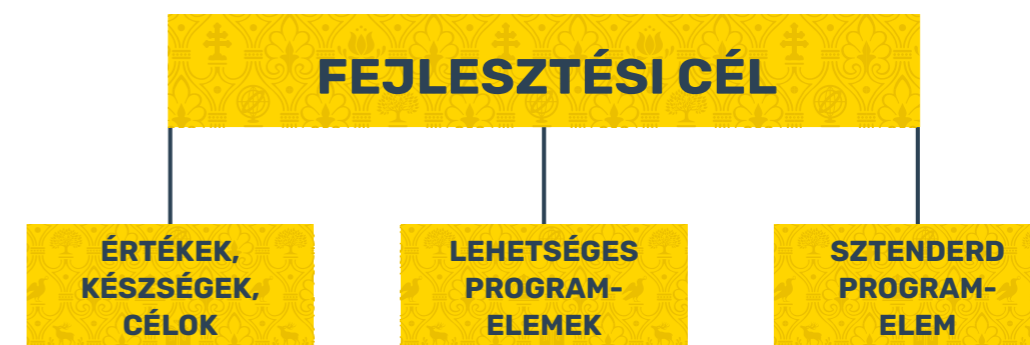 FEJLESZTÉSI CÉL
ÉRTÉKEK,
KÉSZSÉGEK,
CÉLOK
LEHETSÉGES
PROGRAM-
ELEMEK
SZTENDERD
PROGRAM-
ELEM